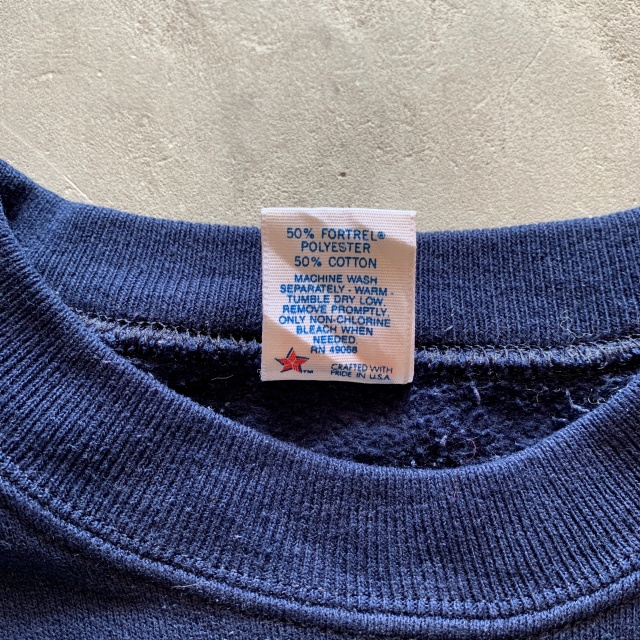 50% FORTREL®
POLYESTER
50% COTTON
MACHINE WASH
SEPARATELY - WARM -
TUMBLE DRY LOW
REMOVE PROMPTLY
ONLY NON-CHLORINE
BLEACH WHEN
NEEDED
RN 49068
TM CRAFTED WITH
PRIDE IN U.S.A.